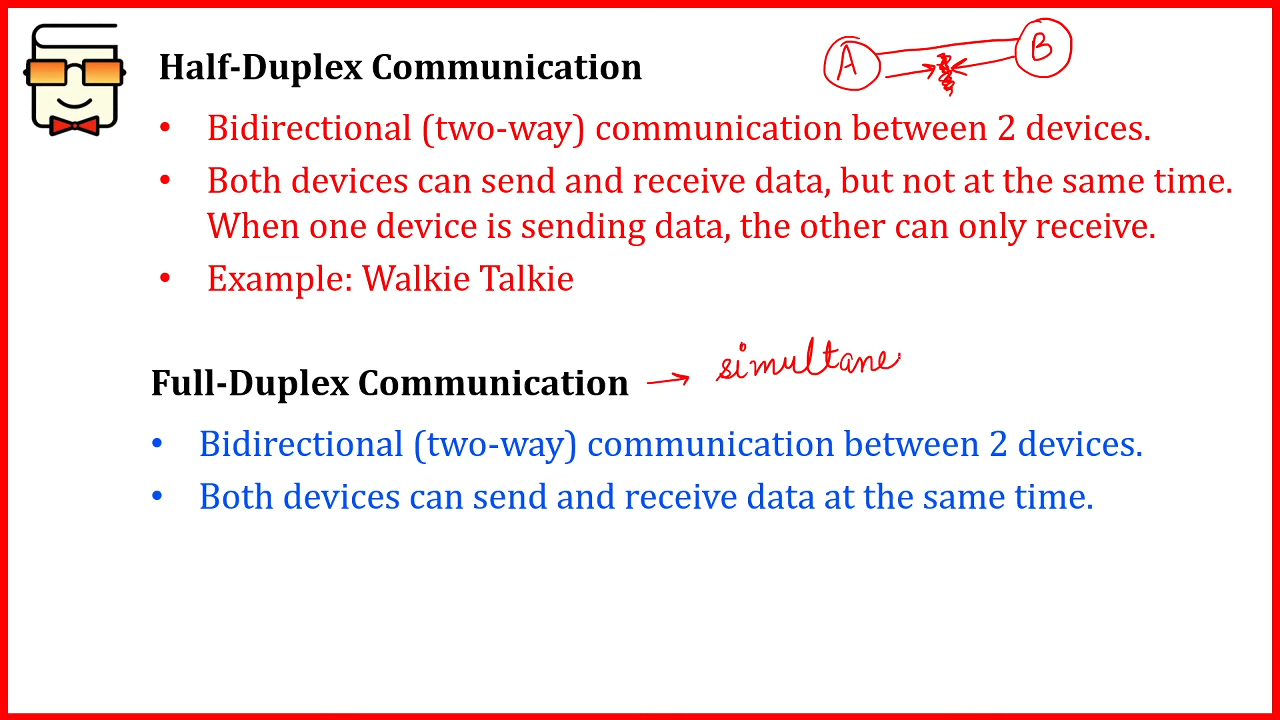 A B
Half-Duplex Communication
• Bidirectional (two-way) communication between 2 devices.
• Both devices can send and receive data, but not at the same time.
When one device is sending data, the other can only receive.
• Example: Walkie Talkie
Full-Duplex Communication → simultane
• Bidirectional (two-way) communication between 2 devices.
• Both devices can send and receive data at the same time.